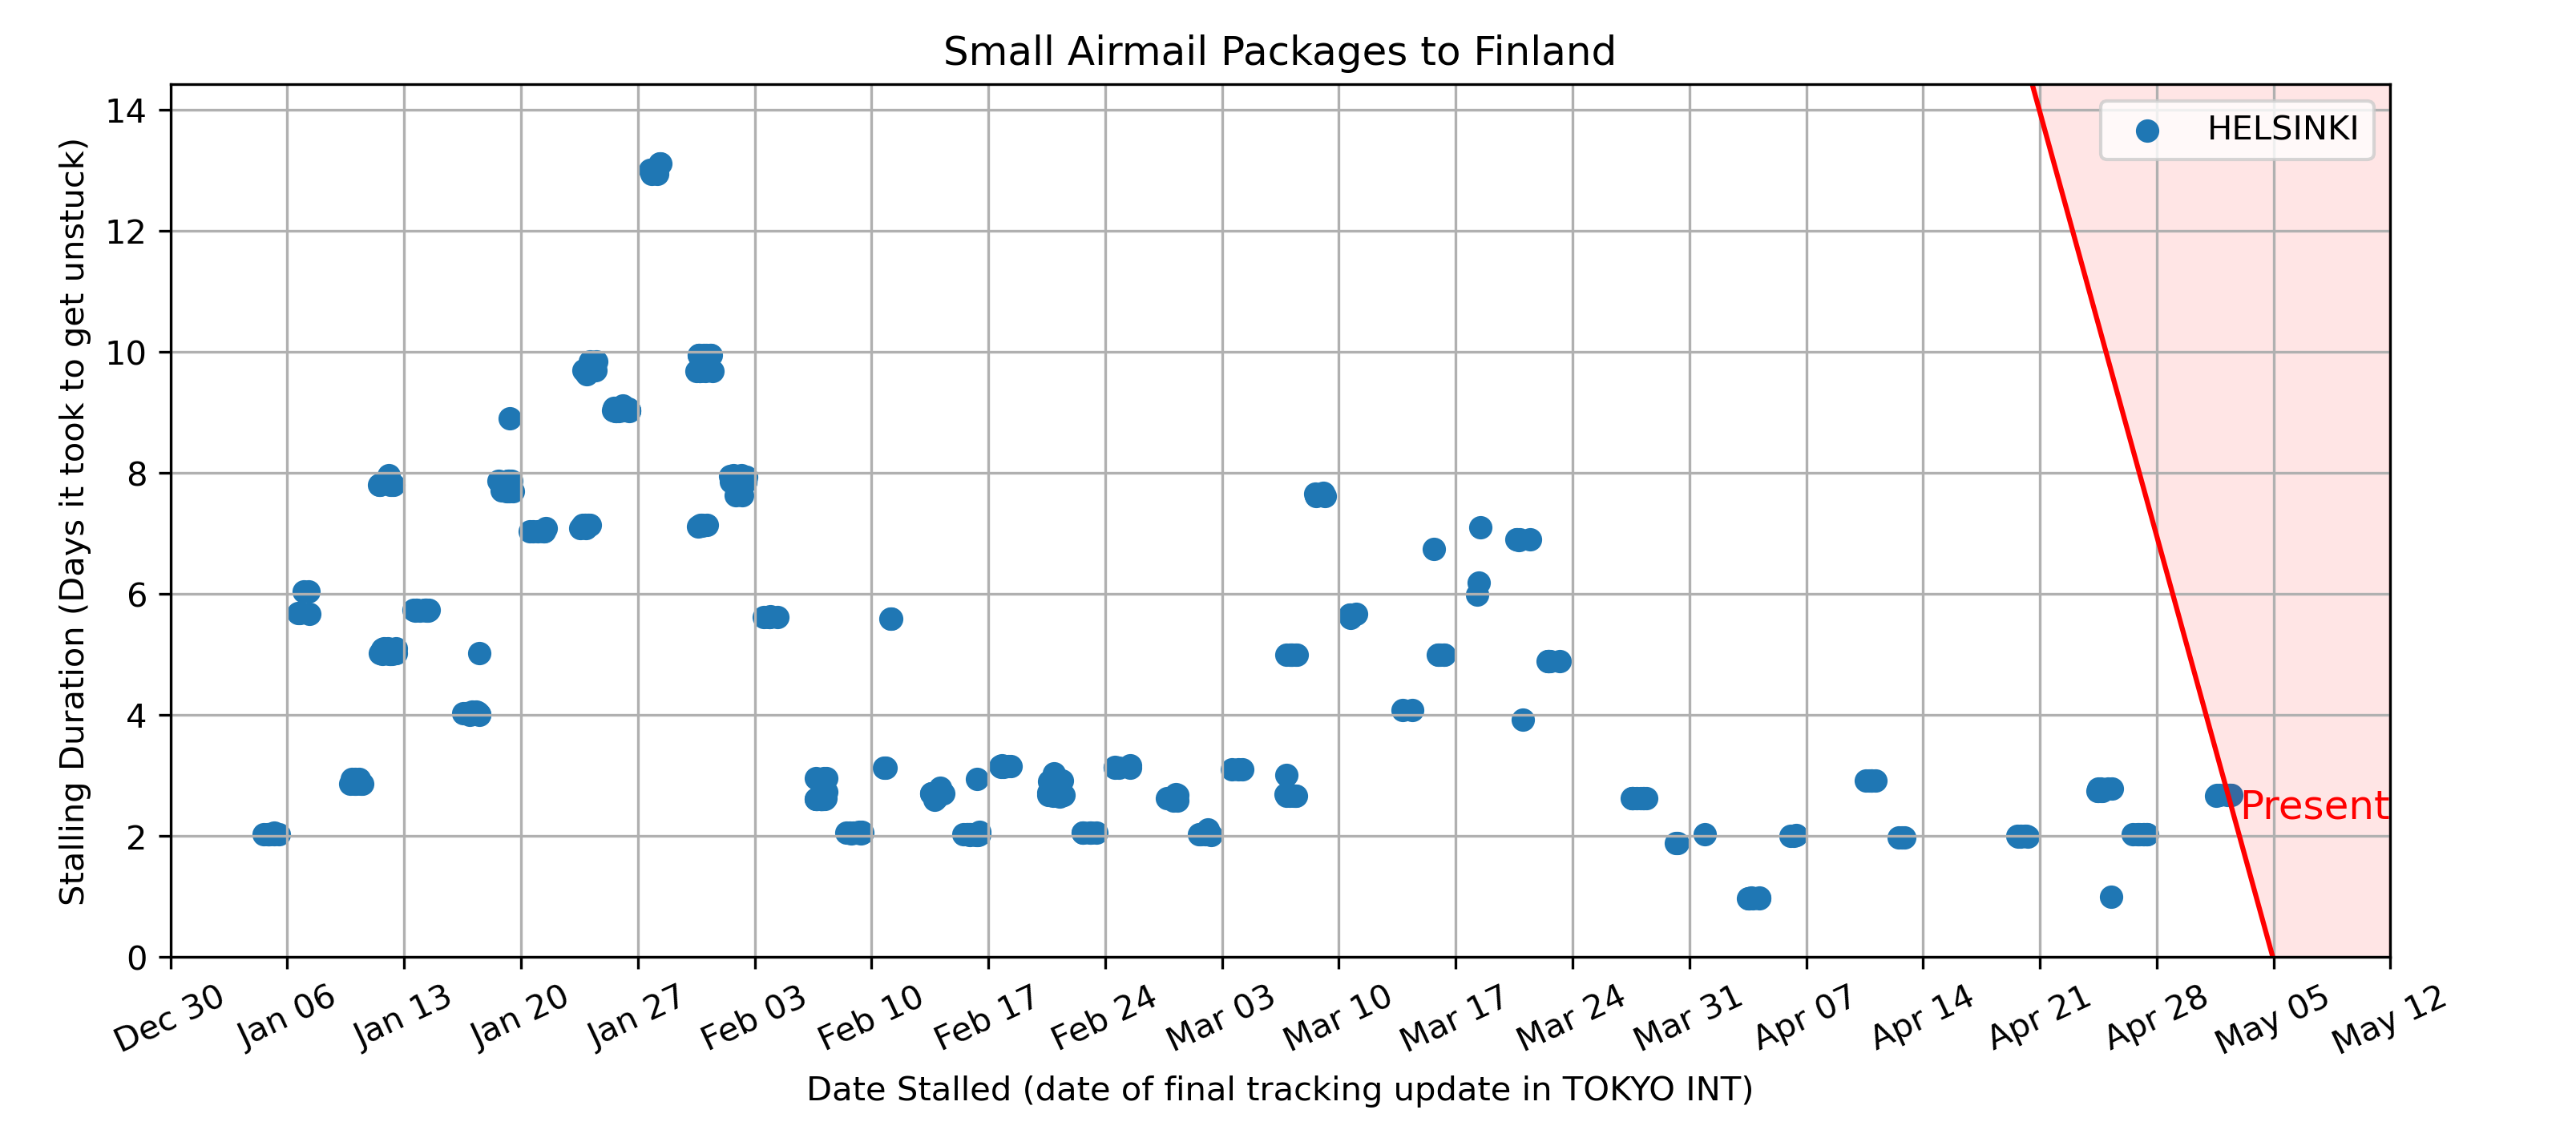 Small Airmail Packages to Finland
Stalling Duration (Days it took to get unstuck)
14
12
10
8
6
4
2
0
HELSINKI
Present
Dec 30
Jan 06
Jan 13
Jan 20
Jan 27
Feb 03
Feb 10
Feb 17
Feb 24
Mar 03
Mar 10
Mar 17
Mar 24
Mar 31
Apr 07
Apr 14
Apr 21
Apr 28
May 05
May 12
Date Stalled (date of final tracking update in TOKYO INT)